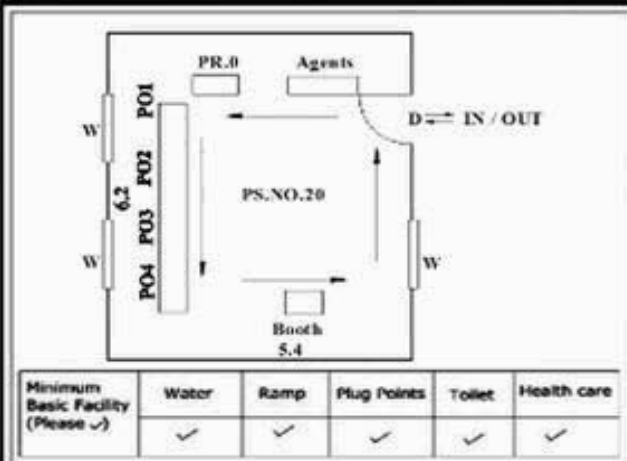 PR.0 Agents
PO1
D IN / OUT
W
PO2
6.2
PS.NO.20
PO3
W
W
PO4
Booth
5.4
Minimum Basic Facility (Please ✓) Water Ramp Plug Points Toilet Health care
✓ ✓ ✓ ✓ ✓